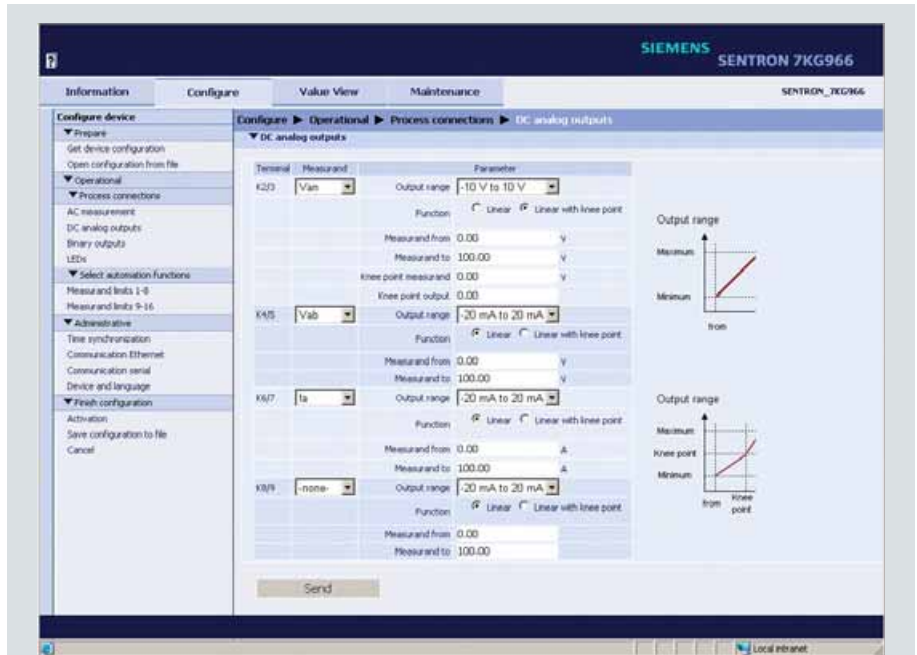 SIEMENS
SENTRON 7KG966
?
Information Configure Value View Maintenance SENTRON_7KG966
Configure device
▼ Prepare
Get device configuration
Open configuration from file
▼ Operational
▼ Process connections
AC measurement
DC analog outputs
Binary outputs
LEDs
▼ Select automation functions
Measurand limits 1-8
Measurand limits 9-16
▼ Administrative
Time synchronization
Communication Ethernet
Communication serial
Device and language
▼ Finish configuration
Activation
Save configuration to file
Cancel
Configure ▶ Operational ▶ Process connections ▶ DC analog outputs
▼ DC analog outputs
Terminal Measurand Parameter
K2/3 Van Output range -10 V to 10 V
Function Linear Linear with knee point
Measurand from 0.00 V
Measurand to 100.00 V
Knee point measurand 0.00 V
Knee point output 0.00
K4/5 Vab Output range -20 mA to 20 mA
Function Linear Linear with knee point
Measurand from 0.00 V
Measurand to 100.00 V
K6/7 Ia Output range -20 mA to 20 mA
Function Linear Linear with knee point
Measurand from 0.00 A
Measurand to 100.00 A
K8/9 -none- Output range -20 mA to 20 mA
Function Linear Linear with knee point
Measurand from 0.00
Measurand to 100.00
Send
Output range
Maximum
Minimum
from
Output range
Maximum
Knee point
Minimum
from Knee point
Local intranet